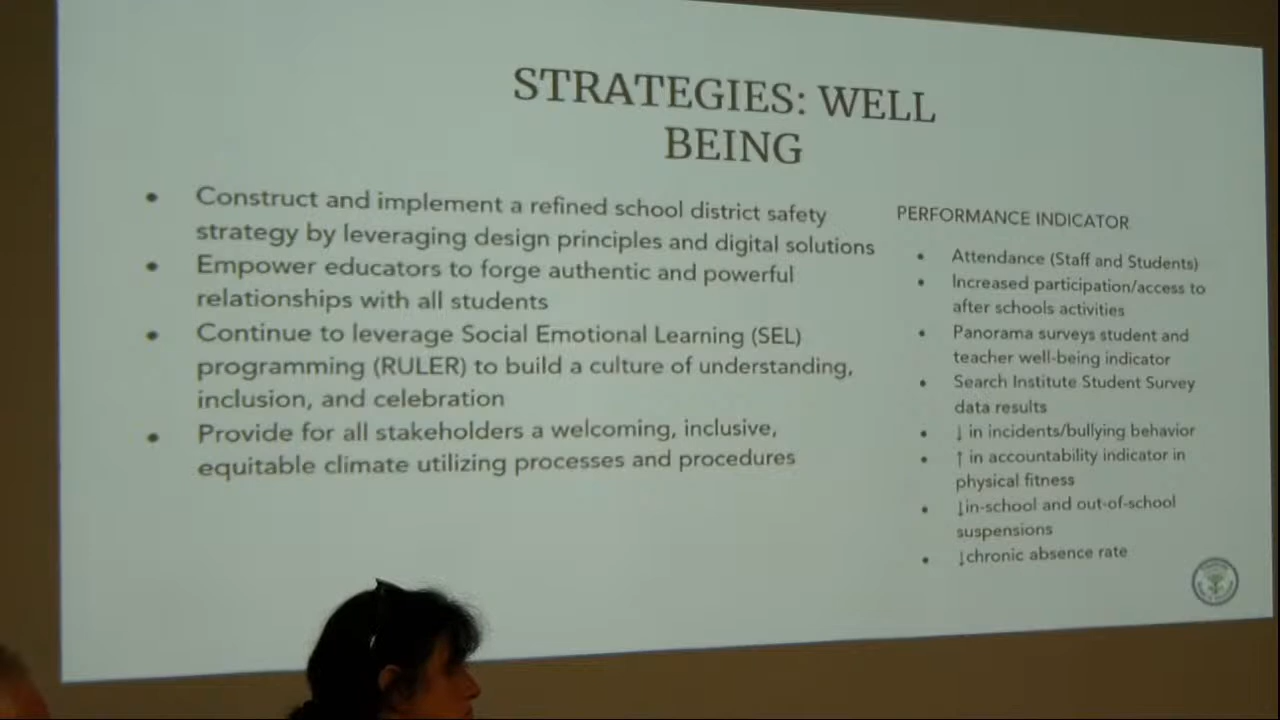 STRATEGIES: WELL
BEING
• Construct and implement a refined school district safety
strategy by leveraging design principles and digital solutions
• Empower educators to forge authentic and powerful
relationships with all students
• Continue to leverage Social Emotional Learning (SEL)
programming (RULER) to build a culture of understanding,
inclusion, and celebration
• Provide for all stakeholders a welcoming, inclusive,
equitable climate utilizing processes and procedures
PERFORMANCE INDICATOR
• Attendance (Staff and Students)
• Increased participation/access to
after schools activities
• Panorama surveys student and
teacher well-being indicator
• Search Institute Student Survey
data results
• ↓ in incidents/bullying behavior
• ↑ in accountability indicator in
physical fitness
• ↓in-school and out-of-school
suspensions
• ↓chronic absence rate